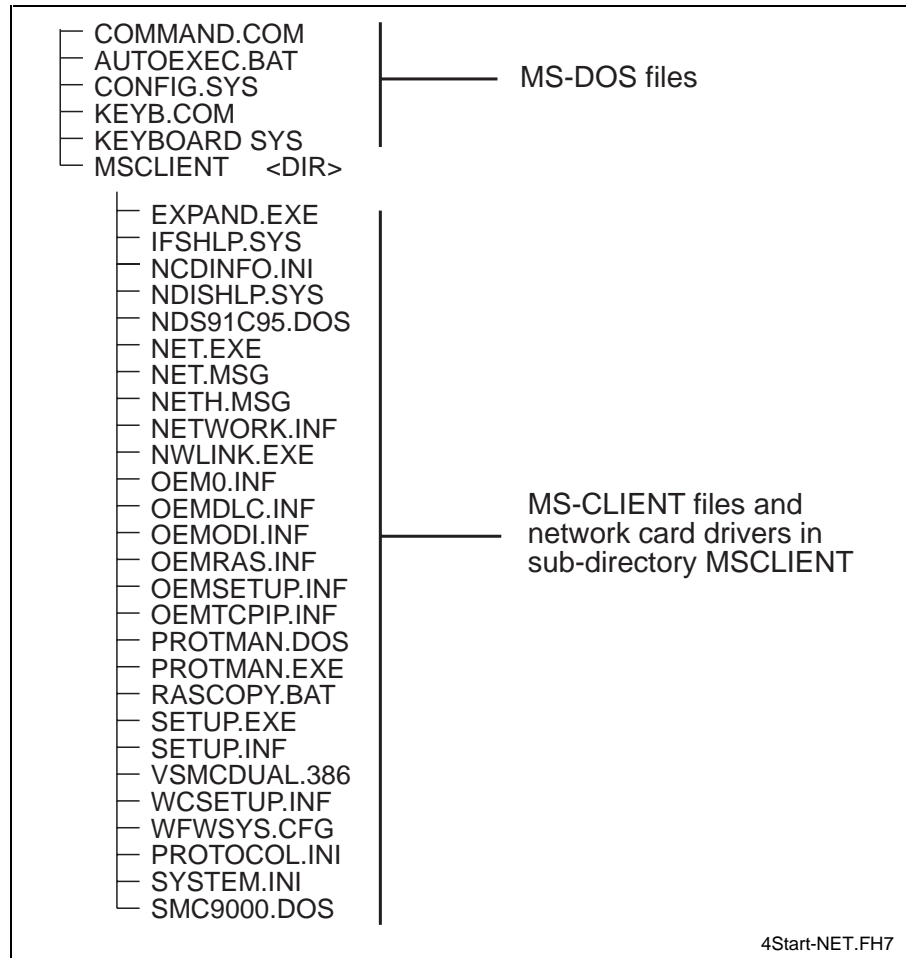 COMMAND.COM
AUTOEXEC.BAT
CONFIG.SYS
KEYB.COM
KEYBOARD SYS
MSCLIENT <DIR>
MS-DOS files
EXPAND.EXE
IFSHLP.SYS
NCDINFO.INI
NDISHLP.SYS
NDS91C95.DOS
NET.EXE
NET.MSG
NETH.MSG
NETWORK.INF
NWLINK.EXE
OEM0.INF
OEMDLC.INF
OEMODI.INF
OEMRAS.INF
OEMSETUP.INF
OEMTCPIP.INF
PROTMAN.DOS
PROTMAN.EXE
RASCOPY.BAT
SETUP.EXE
SETUP.INF
VSMCDUAL.386
WCSETUP.INF
WFWSYS.CFG
PROTOCOL.INI
SYSTEM.INI
SMC9000.DOS
MS-CLIENT files and
network card drivers in
sub-directory MSCLIENT
4Start-NET.FH7